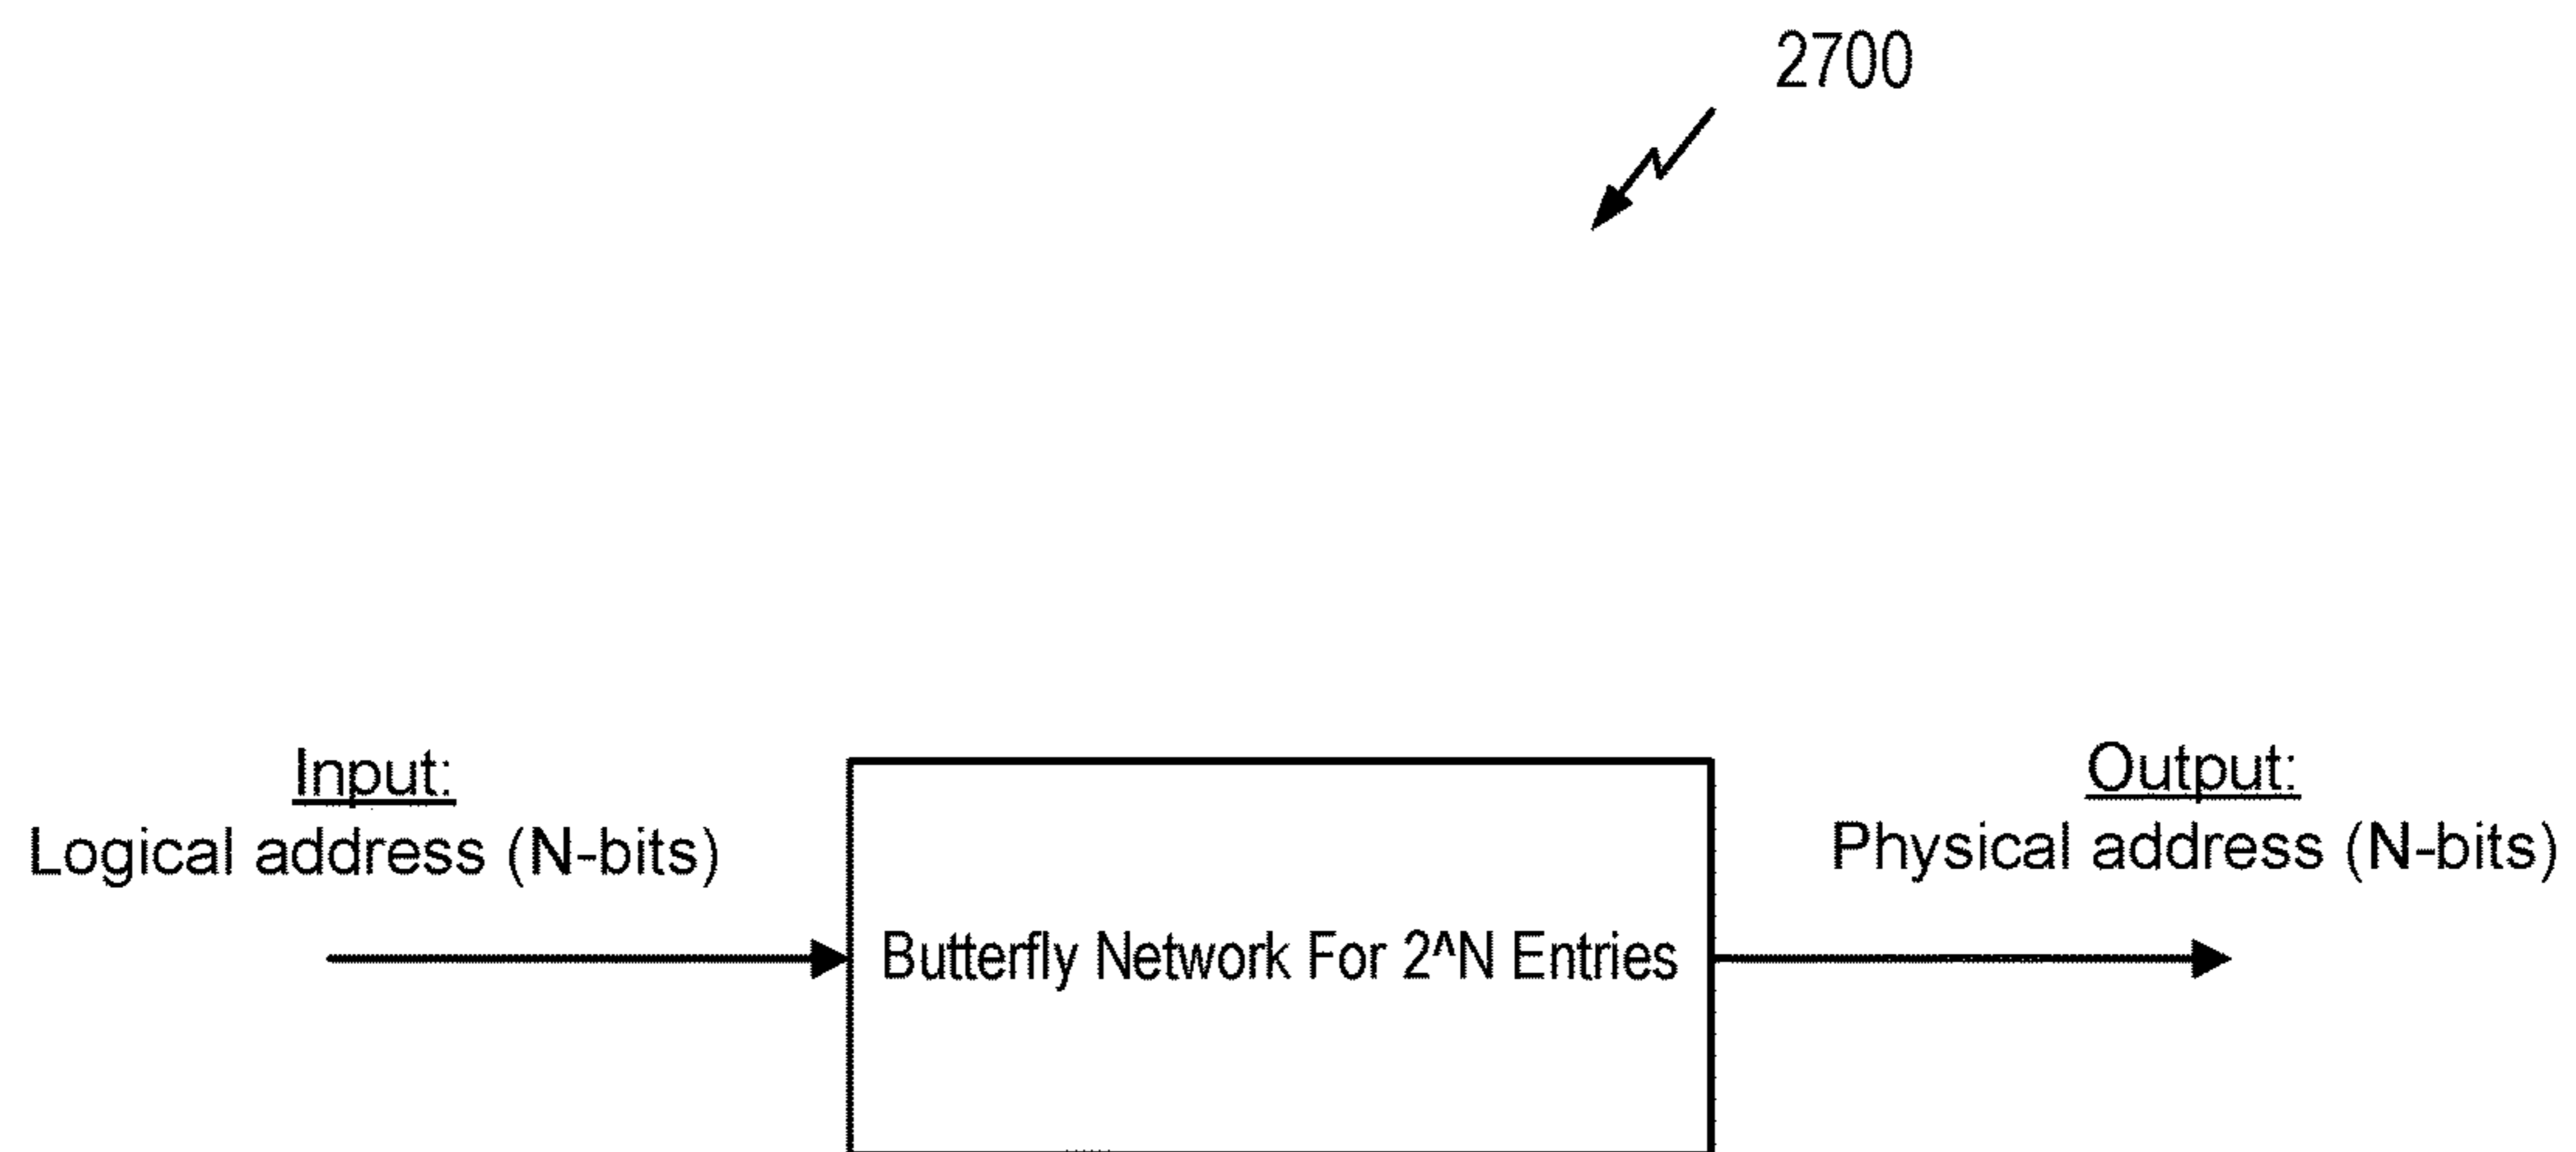 2700
Input:
Logical address (N-bits)
Butterfly Network For 2^N Entries
Output:
Physical address (N-bits)